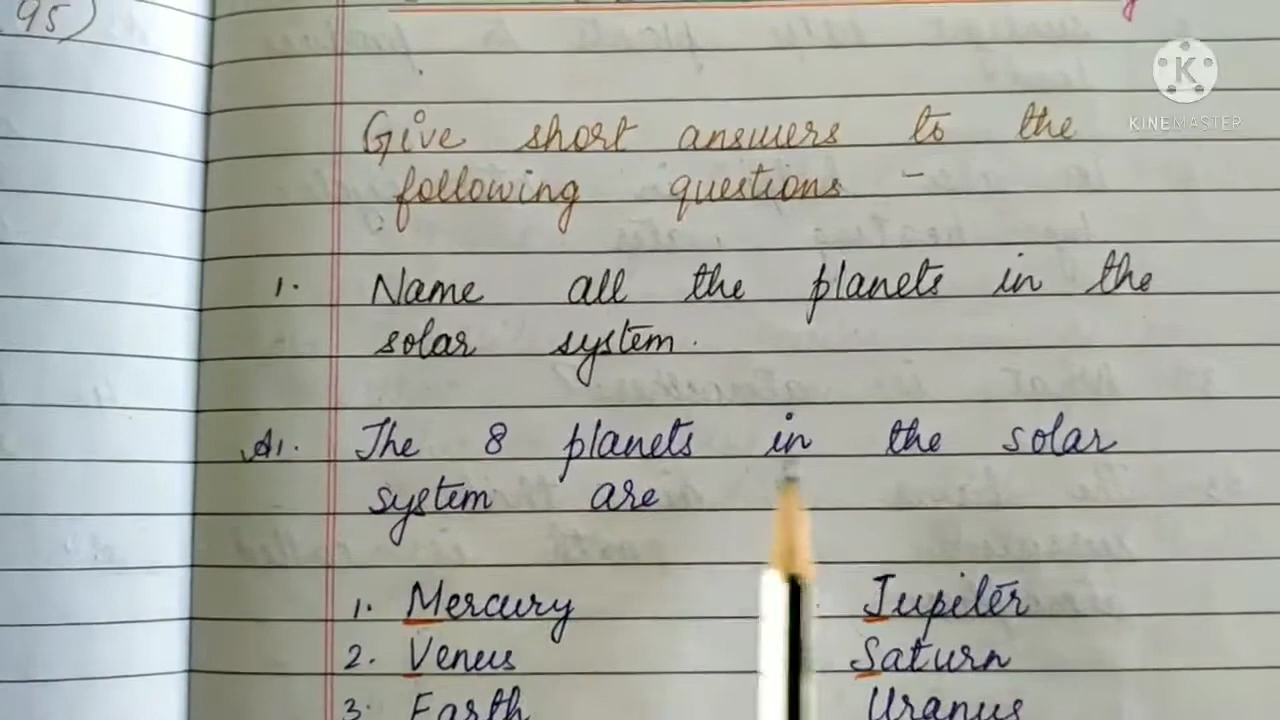 95)
Give short answers to the
following questions -
1. Name all the planets in the
solar system.
A1. The 8 planets in the solar
system are
1. Mercury Jupiter
2. Venus Saturn
3. Earth Uranus
KINEMASTER